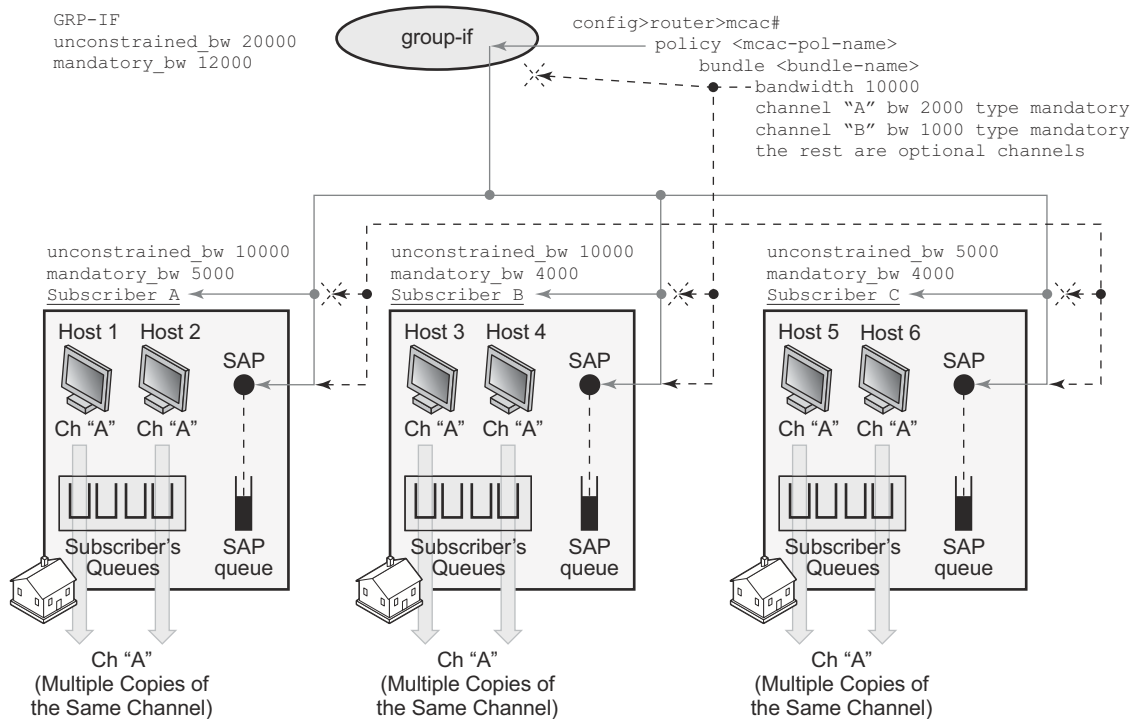 GRP-IF
unconstrained_bw 20000
mandatory_bw 12000
group-if
config>router>mcac#
policy <mcac-pol-name>
bundle <bundle-name>
bandwidth 10000
channel “A” bw 2000 type mandatory
channel “B” bw 1000 type mandatory
the rest are optional channels
unconstrained_bw 10000
mandatory_bw 5000
Subscriber A
Host 1 Host 2
SAP
Ch “A” Ch “A”
Subscriber’s
Queues
SAP
queue
Ch “A”
(Multiple Copies of
the Same Channel)
unconstrained_bw 10000
mandatory_bw 4000
Subscriber B
Host 3 Host 4
SAP
Ch “A” Ch “A”
Subscriber’s
Queues
SAP
queue
Ch “A”
(Multiple Copies of
the Same Channel)
unconstrained_bw 5000
mandatory_bw 4000
Subscriber C
Host 5 Host 6
SAP
Ch “A” Ch “A”
Subscriber’s
Queues
SAP
queue
Ch “A”
(Multiple Copies of
the Same Channel)